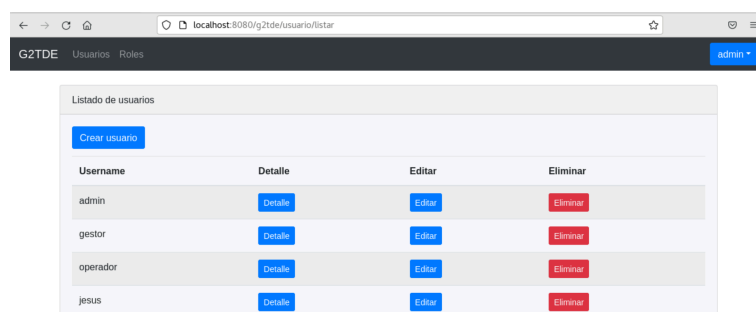 localhost:8080/g2tde/usuario/listar
G2TDE Usuarios Roles admin
Listado de usuarios
Crear usuario
Username Detalle Editar Eliminar
admin Detalle Editar Eliminar
gestor Detalle Editar Eliminar
operador Detalle Editar Eliminar
jesus Detalle Editar Eliminar